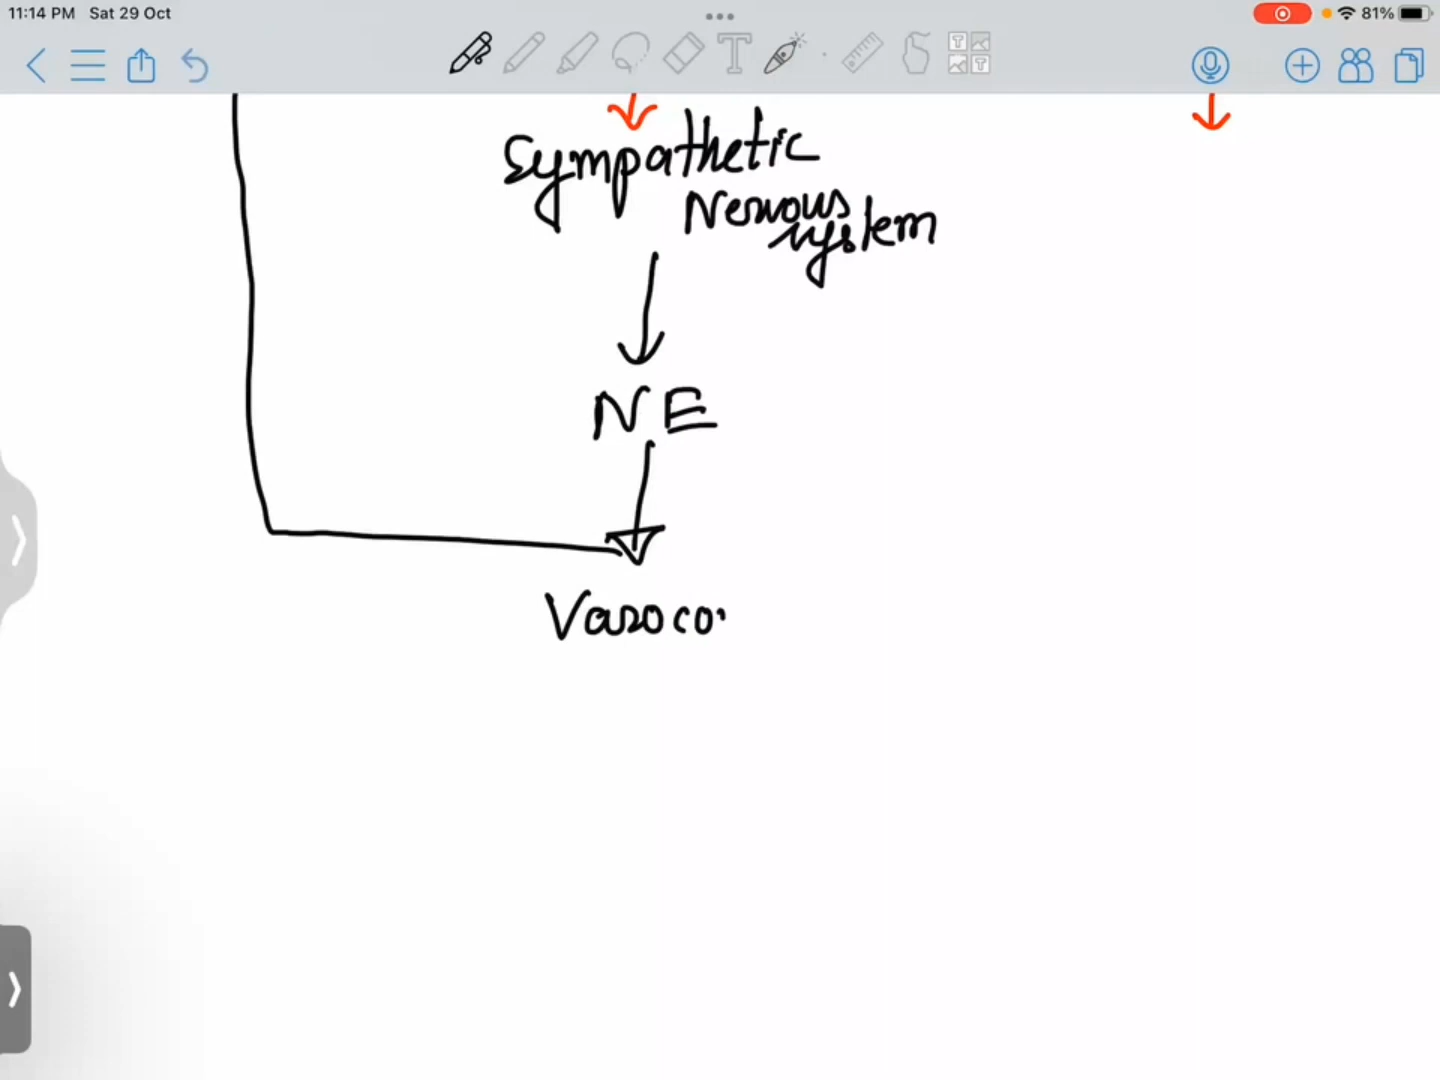 11:14 PM Sat 29 Oct
81%
Sympathetic
Nervous
system
NE
Vasoco